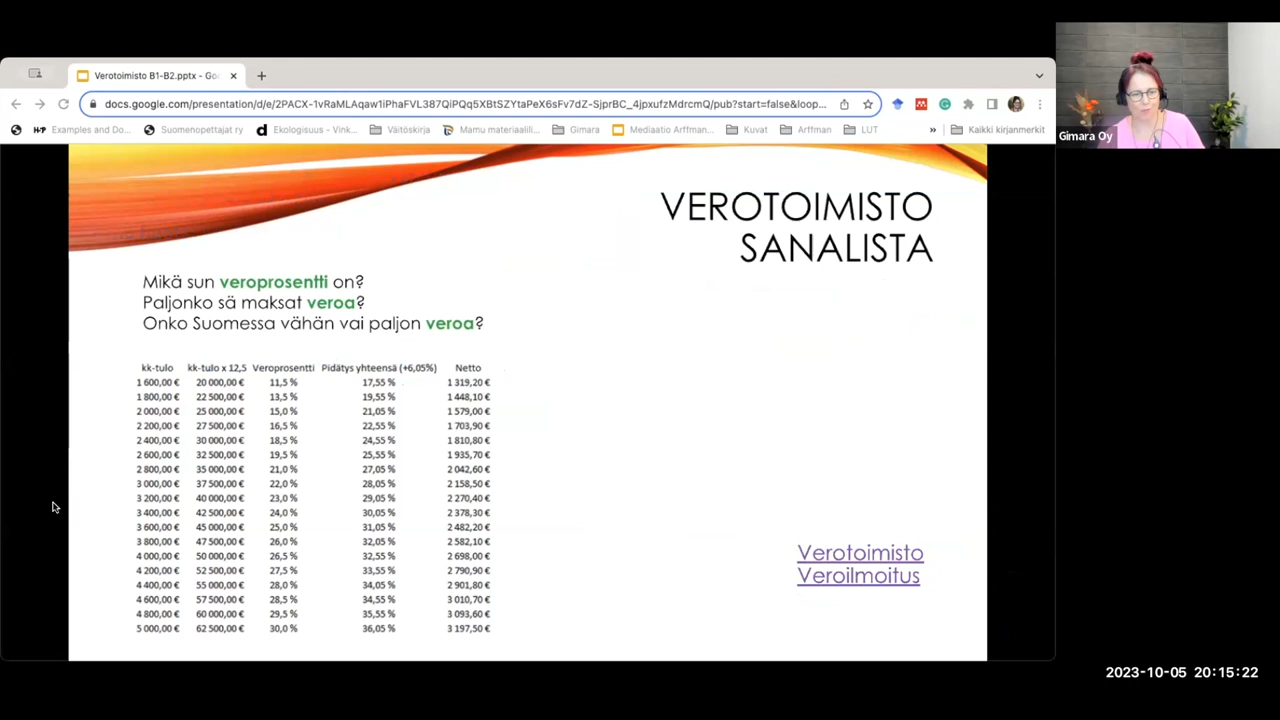 Verotoimisto B1-B2.pptx - Goo
docs.google.com/presentation/d/e/2PACX-1vRaMLAqaw1iPhaFVL387QiPQq5XBtSZYtaPeX6sFv7dZ-SjprBC_4jpxufzMdrcmQ/pub?start=false&loop...
Examples and Do... Suomenopettajat ry Ekologisuus - Vink... Väitöskirja Mamu materiaalil... Gimara Mediaatio Arffman... Kuvat Arffman LUT » Kaikki kirjanmerkit
Gimara Oy
VEROTOIMISTO
SANALISTA
Mikä sun veroprosentti on?
Paljonko sä maksat veroa?
Onko Suomessa vähän vai paljon veroa?
kk-tulo kk-tulo x 12,5 Veroprosentti Pidätys yhteensä (+6,05%) Netto
1 600,00 € 20 000,00 € 11,5 % 17,55 % 1 319,20 €
1 800,00 € 22 500,00 € 13,5 % 19,55 % 1 448,10 €
2 000,00 € 25 000,00 € 15,0 % 21,05 % 1 579,00 €
2 200,00 € 27 500,00 € 16,5 % 22,55 % 1 703,90 €
2 400,00 € 30 000,00 € 18,5 % 24,55 % 1 810,80 €
2 600,00 € 32 500,00 € 19,5 % 25,55 % 1 935,70 €
2 800,00 € 35 000,00 € 21,0 % 27,05 % 2 042,60 €
3 000,00 € 37 500,00 € 22,0 % 28,05 % 2 158,50 €
3 200,00 € 40 000,00 € 23,0 % 29,05 % 2 270,40 €
3 400,00 € 42 500,00 € 24,0 % 30,05 % 2 378,30 €
3 600,00 € 45 000,00 € 25,0 % 31,05 % 2 482,20 €
3 800,00 € 47 500,00 € 26,0 % 32,05 % 2 582,10 €
4 000,00 € 50 000,00 € 26,5 % 32,55 % 2 698,00 €
4 200,00 € 52 500,00 € 27,5 % 33,55 % 2 790,90 €
4 400,00 € 55 000,00 € 28,0 % 34,05 % 2 901,80 €
4 600,00 € 57 500,00 € 28,5 % 34,55 % 3 010,70 €
4 800,00 € 60 000,00 € 29,5 % 35,55 % 3 093,60 €
5 000,00 € 62 500,00 € 30,0 % 36,05 % 3 197,50 €
Verotoimisto
Veroilmoitus
2023-10-05 20:15:22